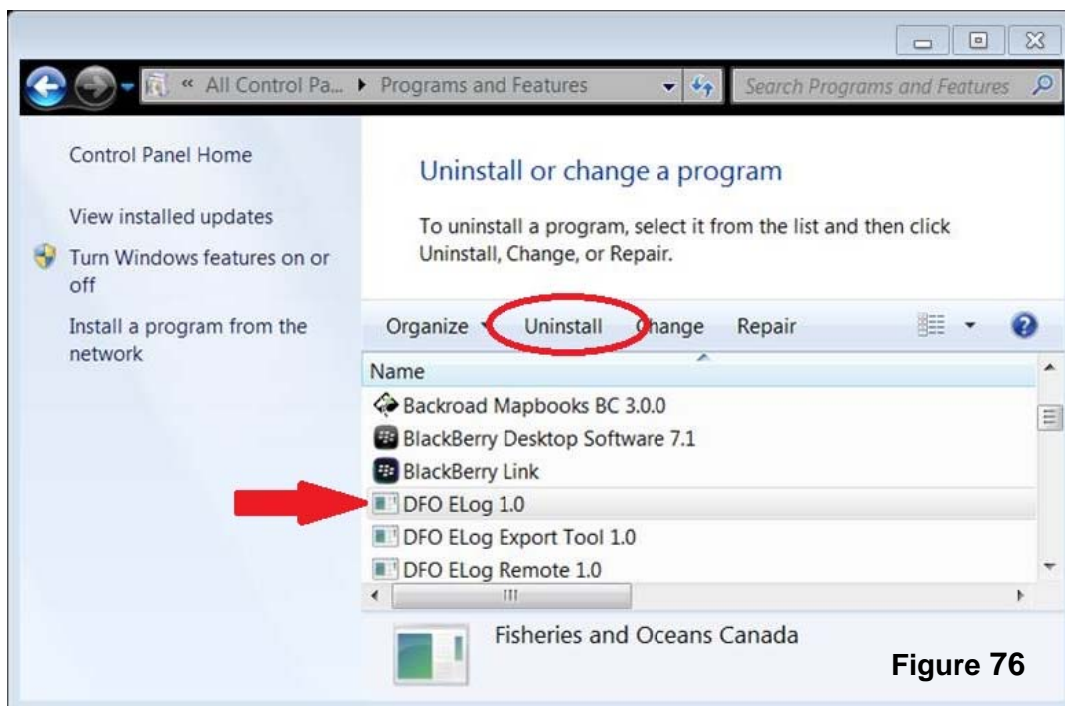 « All Control Pa... Programs and Features
Search Programs and Features
Control Panel Home
View installed updates
Turn Windows features on or
off
Install a program from the
network
Uninstall or change a program
To uninstall a program, select it from the list and then click
Uninstall, Change, or Repair.
Organize Uninstall Change Repair
Name
Backroad Mapbooks BC 3.0.0
BlackBerry Desktop Software 7.1
BlackBerry Link
DFO ELog 1.0
DFO ELog Export Tool 1.0
DFO ELog Remote 1.0
Fisheries and Oceans Canada
Figure 76